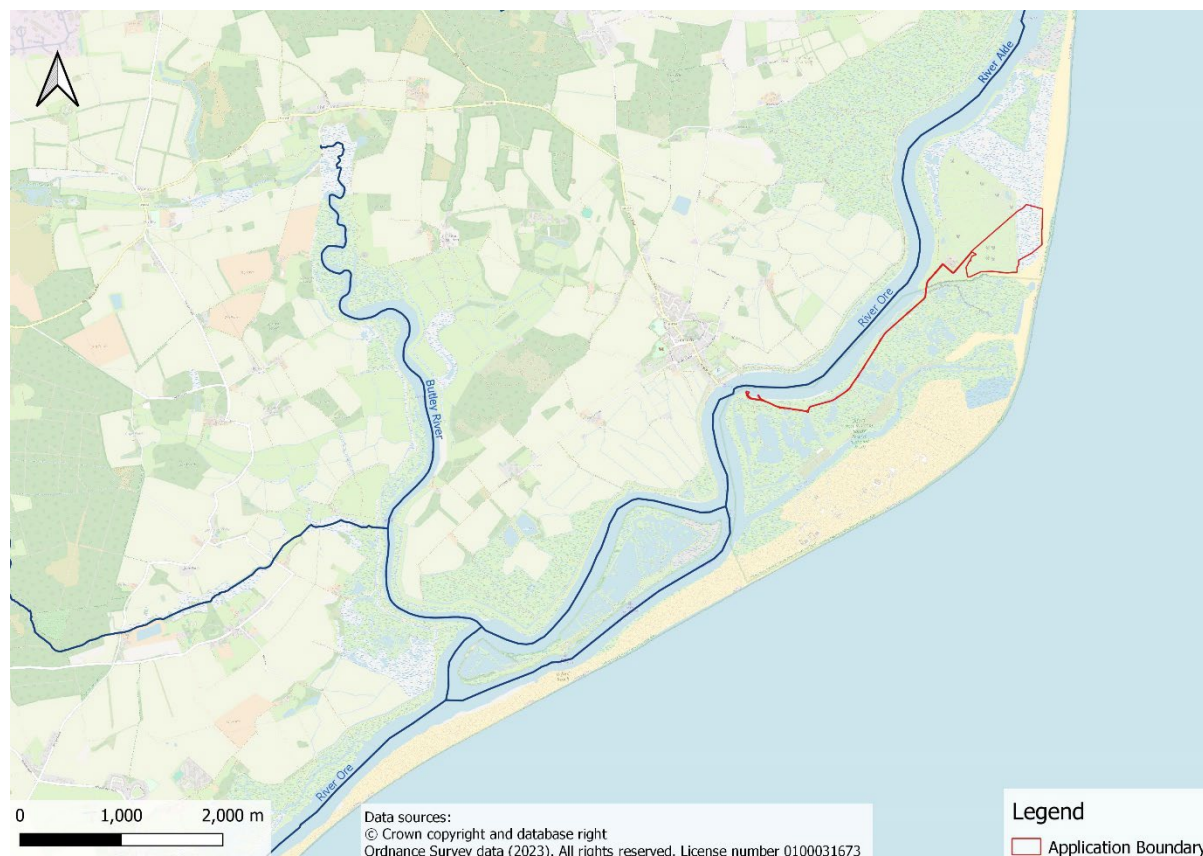 River Alde
River Ore
Butley River
River Ore
0 1,000 2,000 m
Data sources:
© Crown copyright and database right
Ordnance Survey data (2023). All rights reserved. License number 0100031673
Legend
Application Boundary